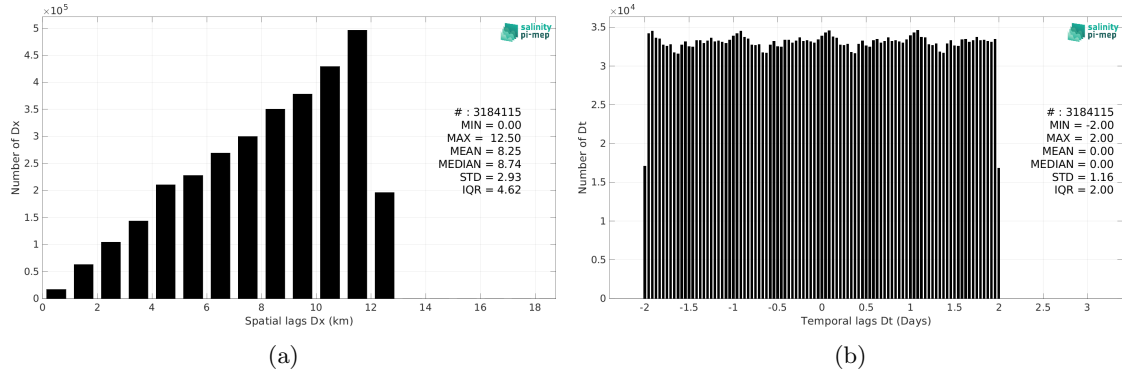 ×10⁵
salinity
pi-mep
5
4.5
4
3.5
3
2.5
2
1.5
1
0.5
0
Number of Dx
# : 3184115
MIN = 0.00
MAX = 12.50
MEAN = 8.25
MEDIAN = 8.74
STD = 2.93
IQR = 4.62
0 2 4 6 8 10 12 14 16 18
Spatial lags Dx (km)
(a)
×10⁴
salinity
pi-mep
3.5
3
2.5
2
1.5
1
0.5
0
Number of Dt
# : 3184115
MIN = -2.00
MAX = 2.00
MEAN = 0.00
MEDIAN = 0.00
STD = 1.16
IQR = 2.00
-2 -1.5 -1 -0.5 0 0.5 1 1.5 2 2.5 3
Temporal lags Dt (Days)
(b)